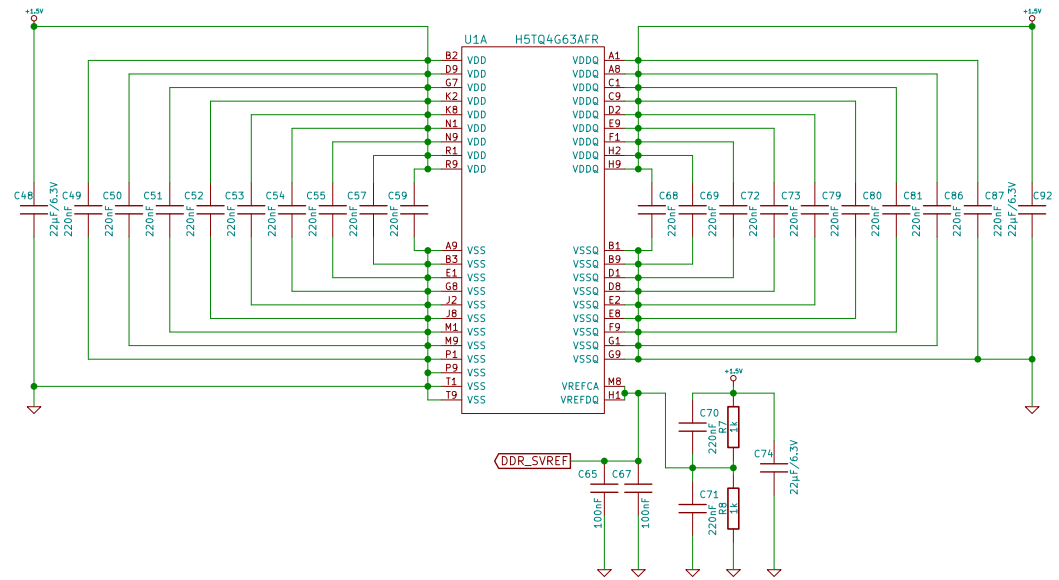 +1.5V
+1.5V
U1A H5TQ4G63AFR
B2 VDD VDDQ A1
D9 VDD VDDQ A8
G7 VDD VDDQ C1
K2 VDD VDDQ C9
K8 VDD VDDQ D2
N1 VDD VDDQ E9
N9 VDD VDDQ F1
R1 VDD VDDQ H2
R9 VDD VDDQ H9
C48 C49 C50 C51 C52 C53 C54 C55 C57 C59 C68 C69 C72 C73 C79 C80 C81 C86 C87 C92
22µF/6.3V 220nF 220nF 220nF 220nF 220nF 220nF 220nF 220nF 220nF 220nF 220nF 220nF 220nF 220nF 220nF 220nF 220nF 220nF 22µF/6.3V
A9 VSS VSSQ B1
B3 VSS VSSQ B9
E1 VSS VSSQ D1
G8 VSS VSSQ D8
J2 VSS VSSQ E2
J8 VSS VSSQ E8
M1 VSS VSSQ F9
M9 VSS VSSQ G1
P1 VSS VSSQ G9
P9 VSS
T1 VSS VREFCA M8
T9 VSS VREFDQ H1
+1.5V
C70
220nF
R7
1k
C74
22µF/6.3V
DDR_SVREF
C65
100nF
C67
100nF
C71
220nF
R8
1k